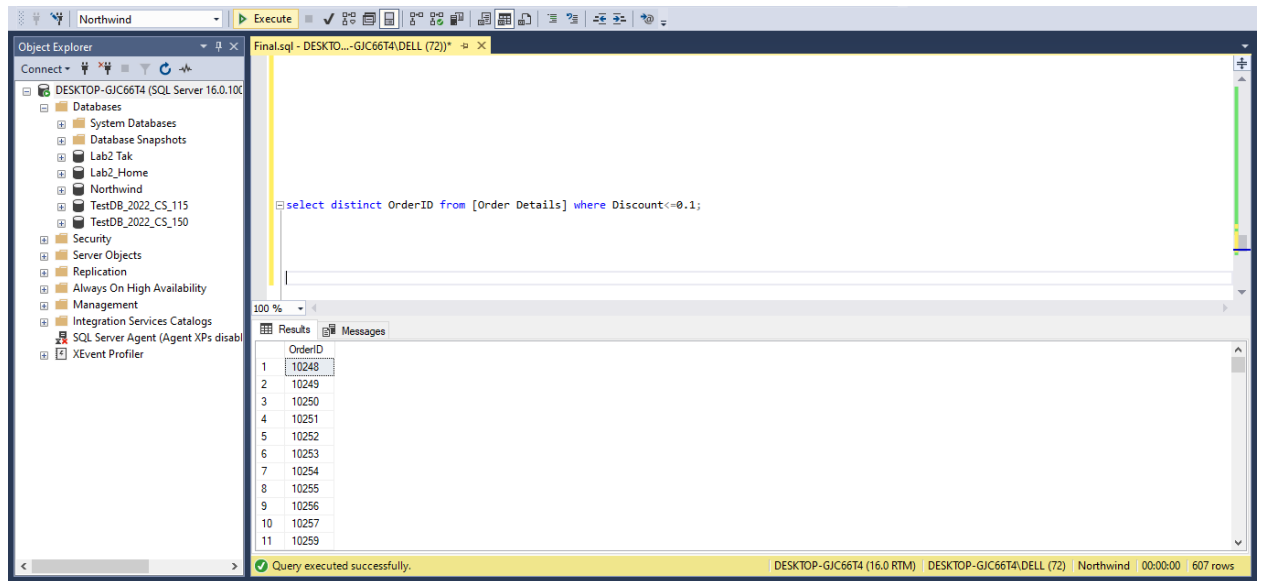 Northwind
Execute
Object Explorer
Connect
DESKTOP-GJC66T4 (SQL Server 16.0.100
Databases
System Databases
Database Snapshots
Lab2 Tak
Lab2_Home
Northwind
TestDB_2022_CS_115
TestDB_2022_CS_150
Security
Server Objects
Replication
Always On High Availability
Management
Integration Services Catalogs
SQL Server Agent (Agent XPs disabl
XEvent Profiler
Final.sql - DESKTO...-GJC66T4\DELL (72))*
select distinct OrderID from [Order Details] where Discount<=0.1;
100 %
Results Messages
OrderID
1 10248
2 10249
3 10250
4 10251
5 10252
6 10253
7 10254
8 10255
9 10256
10 10257
11 10259
Query executed successfully. DESKTOP-GJC66T4 (16.0 RTM) DESKTOP-GJC66T4\DELL (72) Northwind 00:00:00 607 rows